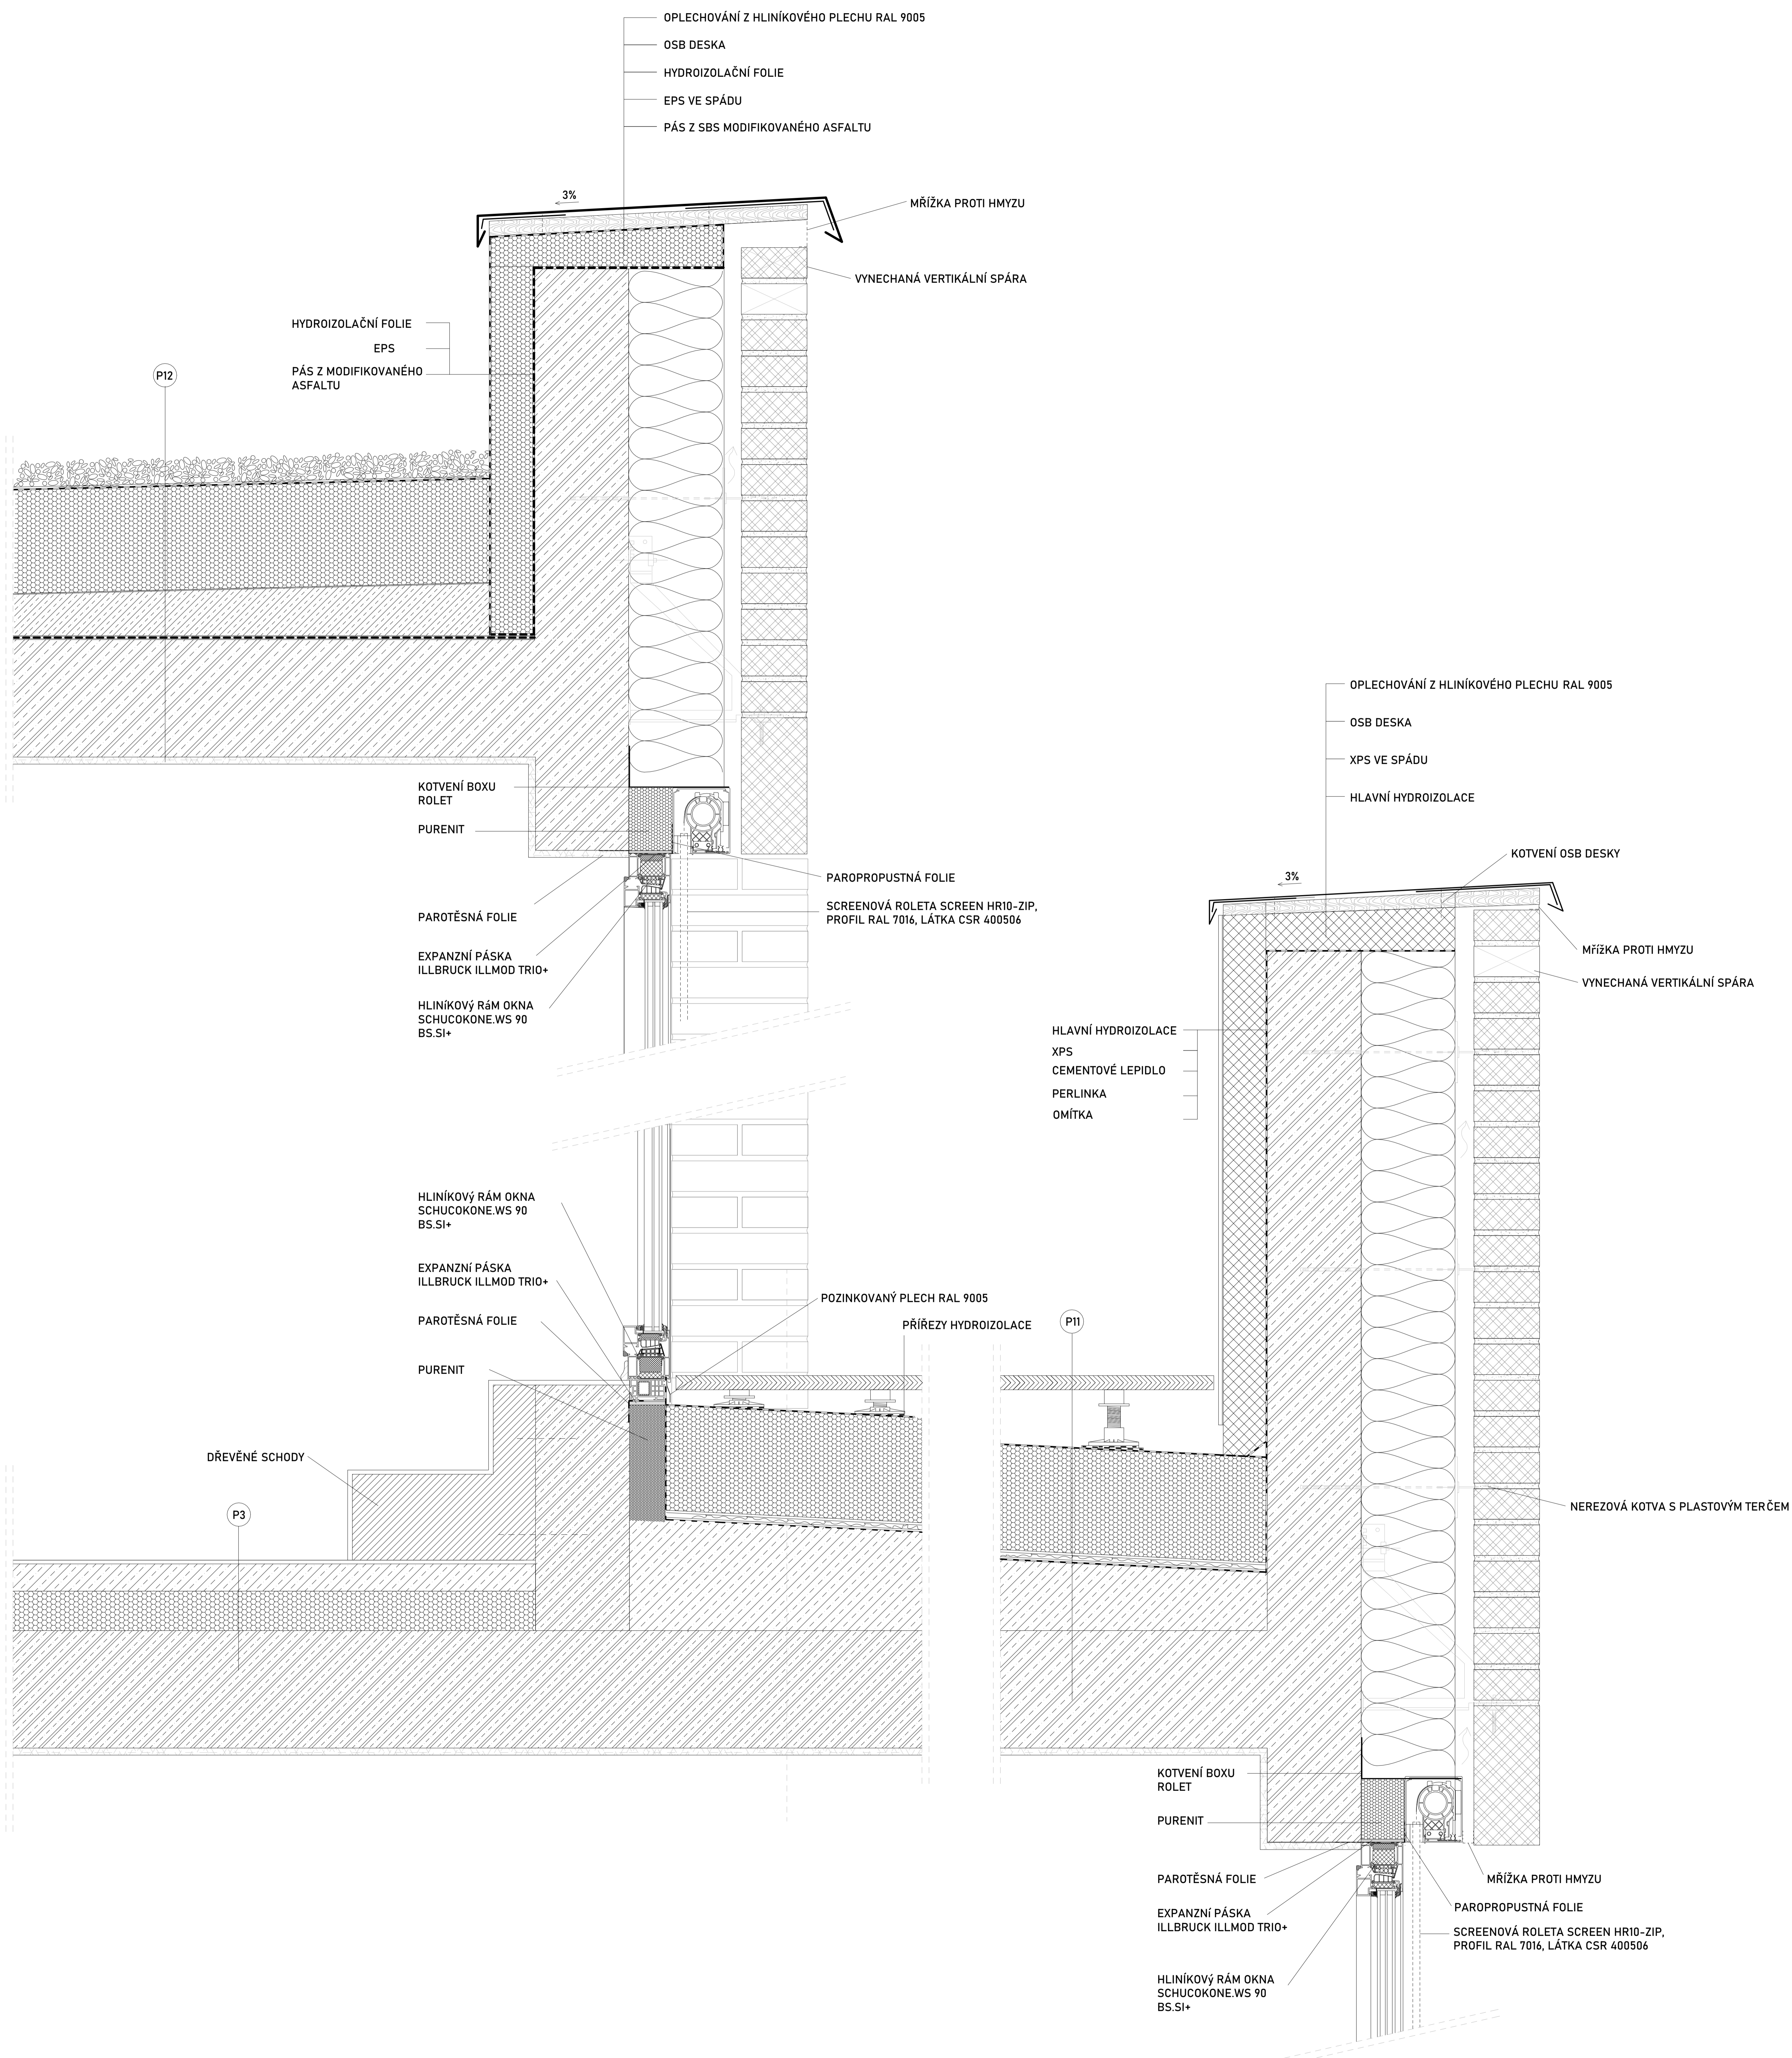 OPLECHOVÁNÍ Z HLINÍKOVÉHO PLECHU RAL 9005
OSB DESKA
HYDROIZOLAČNÍ FOLIE
EPS VE SPÁDU
PÁS Z SBS MODIFIKOVANÉHO ASFALTU
3%
MŘÍŽKA PROTI HMYZU
VYNECHANÁ VERTIKÁLNÍ SPÁRA
HYDROIZOLAČNÍ FOLIE
EPS
PÁS Z MODIFIKOVANÉHO
ASFALTU
P12
KOTVENÍ BOXU
ROLET
PURENIT
PAROTĚSNÁ FOLIE
EXPANZNÍ PÁSKA
ILLBRUCK ILLMOD TRIO+
HLINíKOVý RáM OKNA
SCHUCOKONE.WS 90
BS.SI+
PAROPROPUSTNÁ FOLIE
SCREENOVÁ ROLETA SCREEN HR10-ZIP,
PROFIL RAL 7016, LÁTKA CSR 400506
HLINÍKOVý RÁM OKNA
SCHUCOKONE.WS 90
BS.SI+
EXPANZNí PÁSKA
ILLBRUCK ILLMOD TRIO+
PAROTĚSNÁ FOLIE
PURENIT
POZINKOVANÝ PLECH RAL 9005
PŘÍŘEZY HYDROIZOLACE
DŘEVĚNÉ SCHODY
P3
P11
OPLECHOVÁNÍ Z HLINÍKOVÉHO PLECHU RAL 9005
OSB DESKA
XPS VE SPÁDU
HLAVNÍ HYDROIZOLACE
KOTVENÍ OSB DESKY
3%
MřížKA PROTI HMYZU
VYNECHANÁ VERTIKÁLNÍ SPÁRA
HLAVNÍ HYDROIZOLACE
XPS
CEMENTOVÉ LEPIDLO
PERLINKA
OMÍTKA
NEREZOVÁ KOTVA S PLASTOVÝM TERČEM
KOTVENÍ BOXU
ROLET
PURENIT
PAROTĚSNÁ FOLIE
EXPANZNí PÁSKA
ILLBRUCK ILLMOD TRIO+
HLINÍKOVý RÁM OKNA
SCHUCOKONE.WS 90
BS.SI+
MŘÍŽKA PROTI HMYZU
PAROPROPUSTNÁ FOLIE
SCREENOVÁ ROLETA SCREEN HR10-ZIP,
PROFIL RAL 7016, LÁTKA CSR 400506